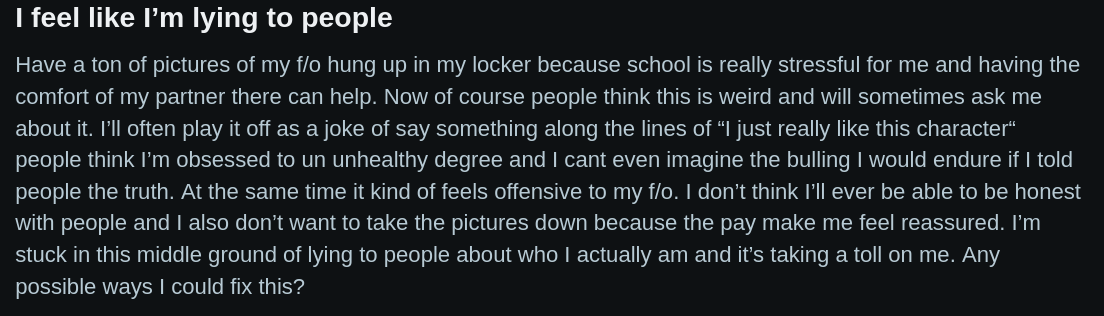 I feel like I’m lying to people
Have a ton of pictures of my f/o hung up in my locker because school is really stressful for me and having the
comfort of my partner there can help. Now of course people think this is weird and will sometimes ask me
about it. I’ll often play it off as a joke of say something along the lines of “I just really like this character“
people think I’m obsessed to un unhealthy degree and I cant even imagine the bulling I would endure if I told
people the truth. At the same time it kind of feels offensive to my f/o. I don’t think I’ll ever be able to be honest
with people and I also don’t want to take the pictures down because the pay make me feel reassured. I’m
stuck in this middle ground of lying to people about who I actually am and it’s taking a toll on me. Any
possible ways I could fix this?